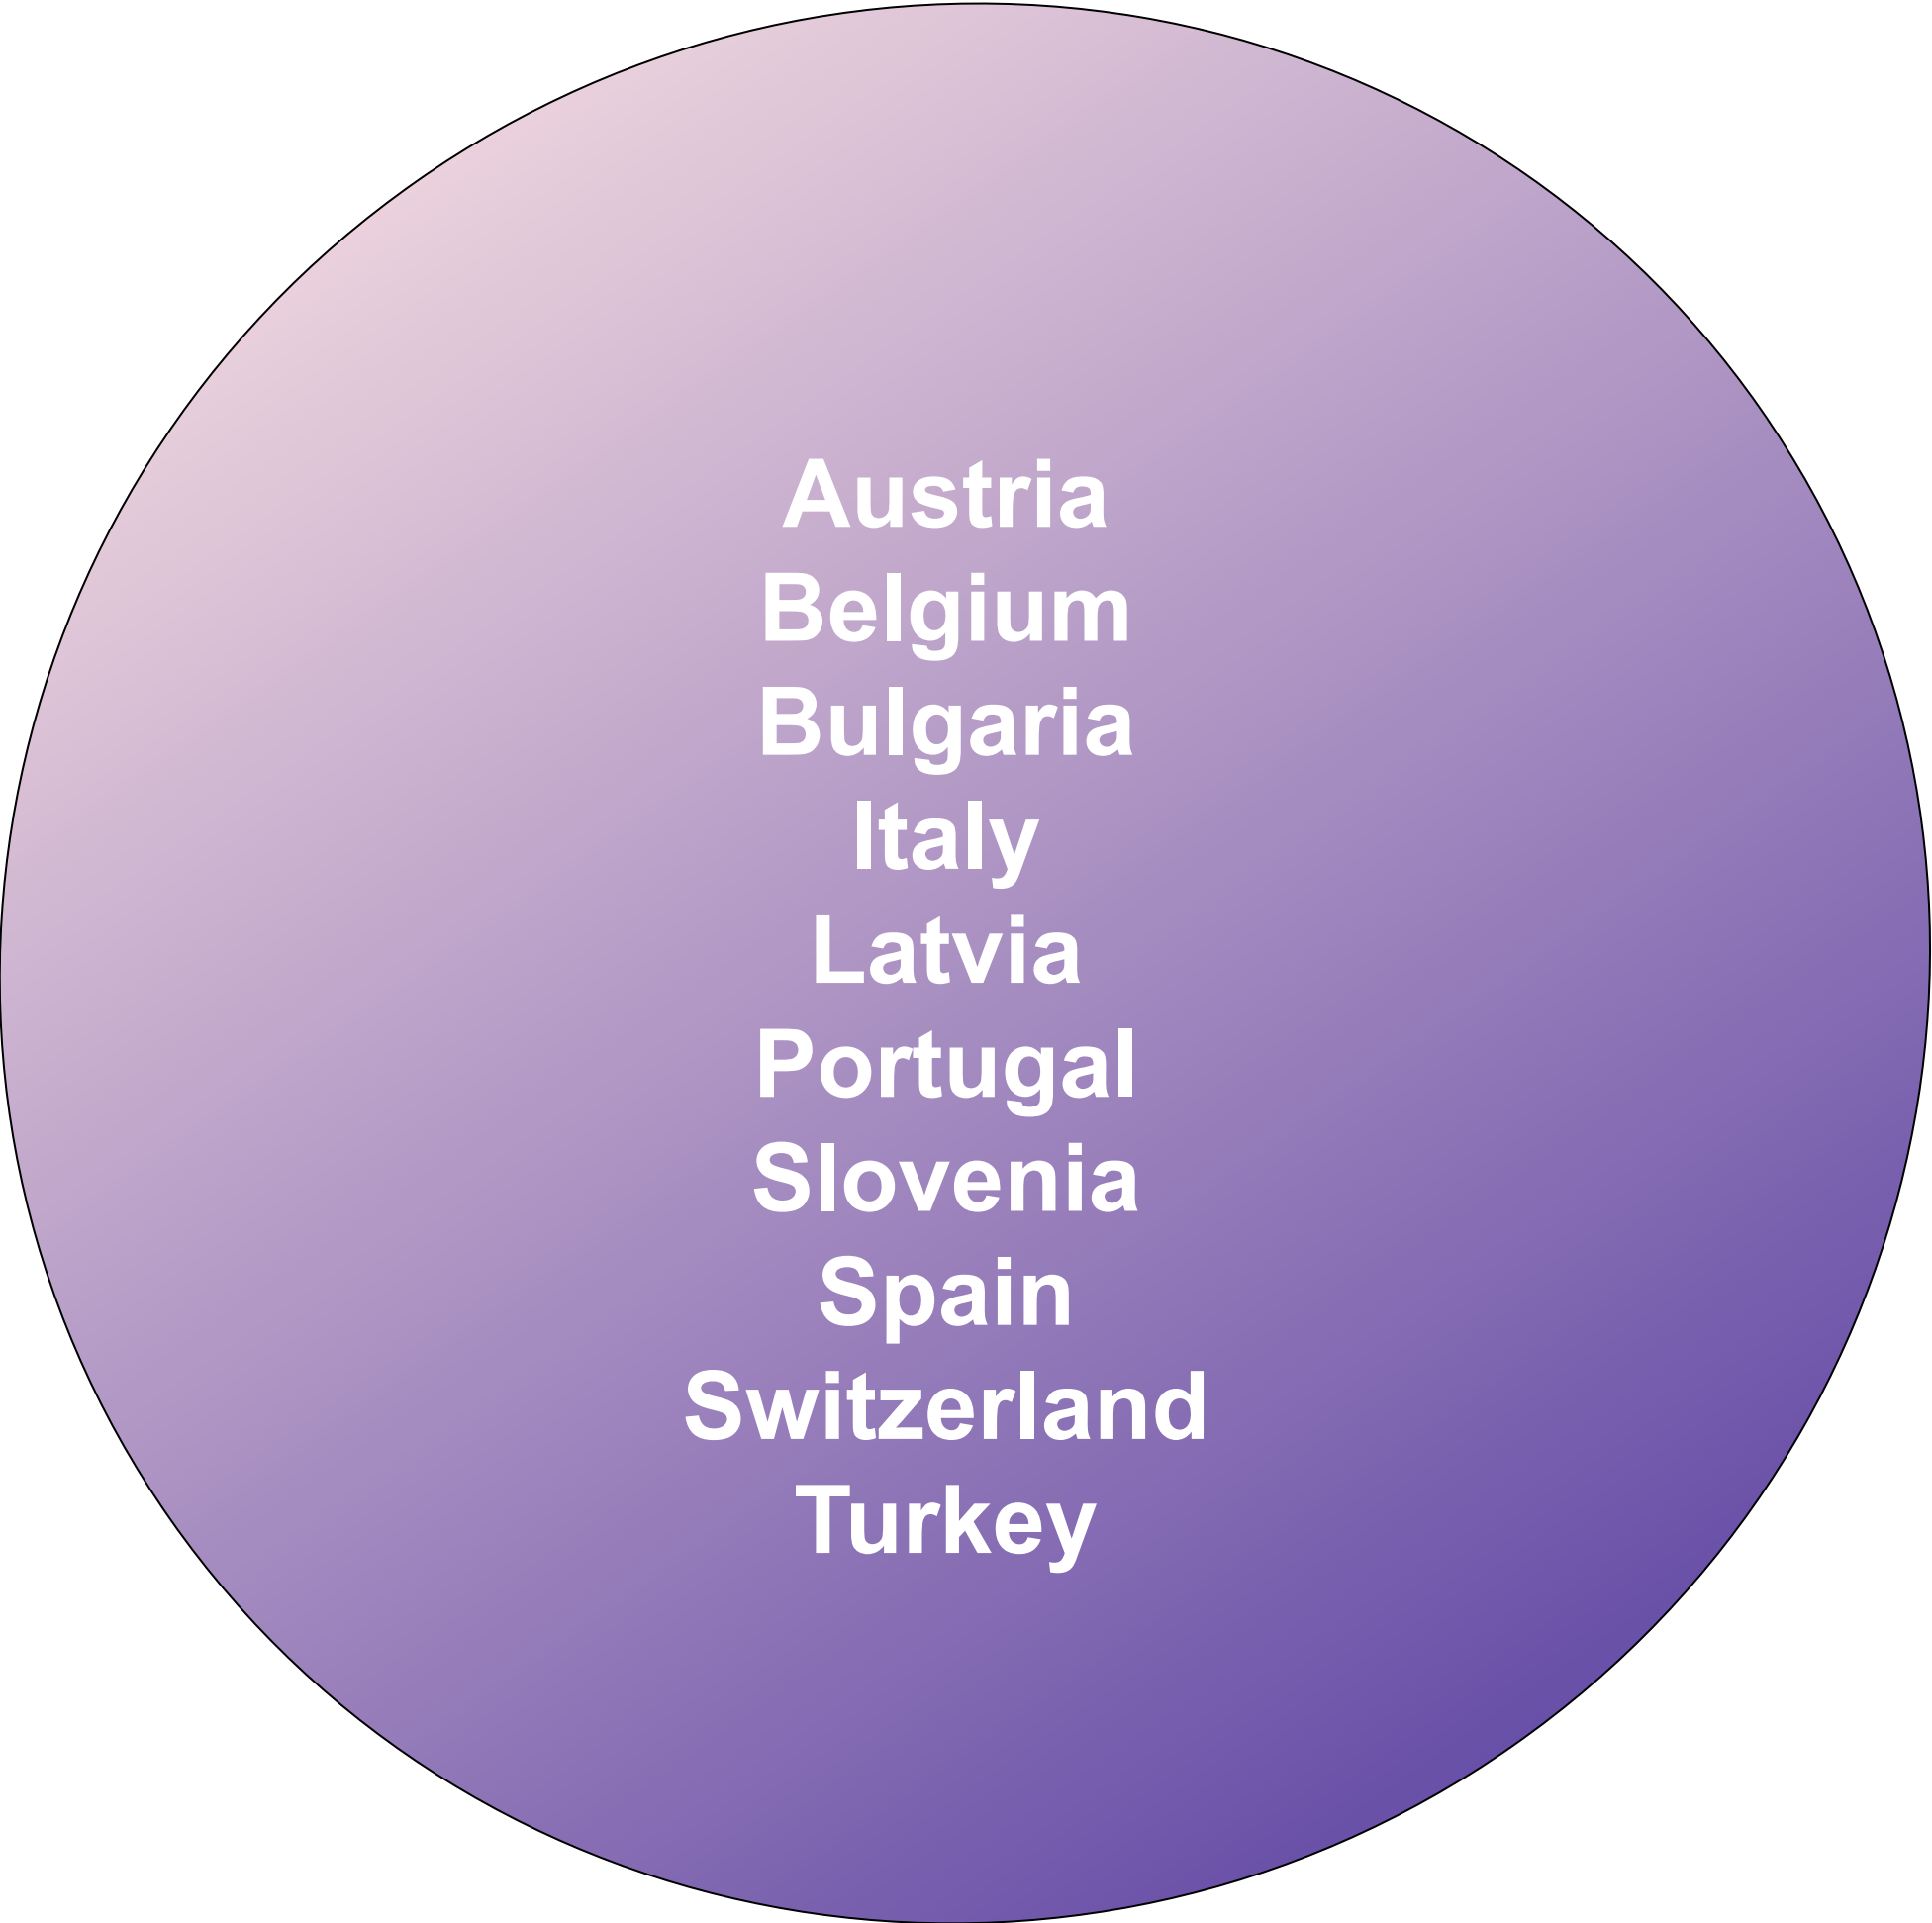 Austria
Belgium
Bulgaria
Italy
Latvia
Portugal
Slovenia
Spain
Switzerland
Turkey